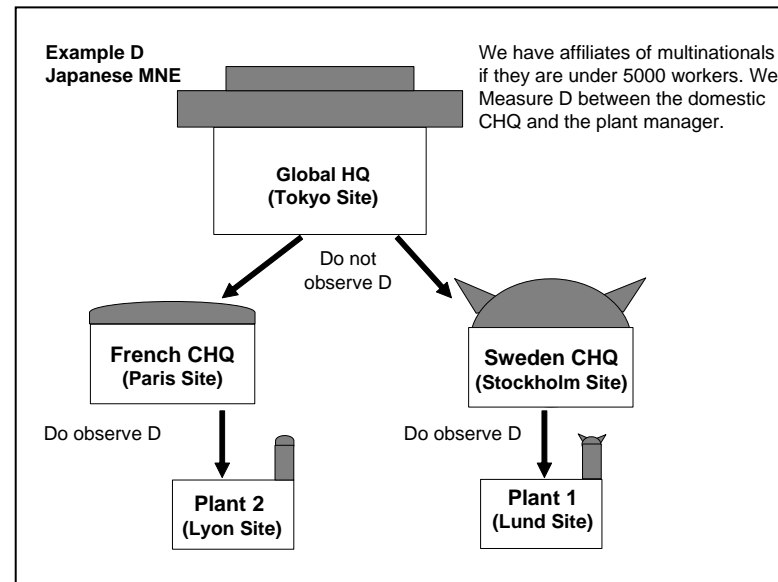 Example D
Japanese MNE
We have affiliates of multinationals
if they are under 5000 workers. We
Measure D between the domestic
CHQ and the plant manager.
Global HQ
(Tokyo Site)
Do not
observe D
French CHQ
(Paris Site)
Sweden CHQ
(Stockholm Site)
Do observe D
Do observe D
Plant 2
(Lyon Site)
Plant 1
(Lund Site)